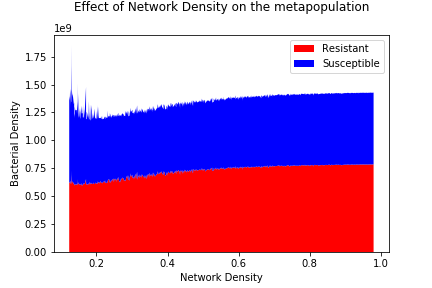 Effect of Network Density on the metapopulation
1e9
Resistant
Susceptible
1.75
1.50
1.25
1.00
0.75
0.50
0.25
0.00
Bacterial Density
0.2
0.4
0.6
0.8
1.0
Network Density